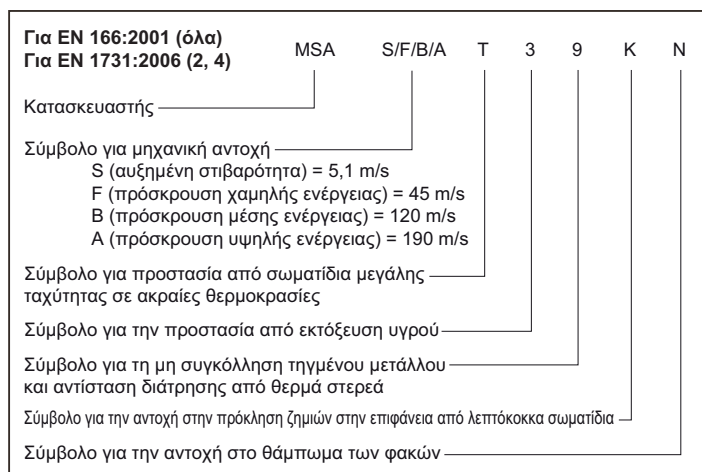 Για EN 166:2001 (όλα)
Για EN 1731:2006 (2, 4)
MSA S/F/B/A T 3 9 K N
Κατασκευαστής
Σύμβολο για μηχανική αντοχή
S (αυξημένη στιβαρότητα) = 5,1 m/s
F (πρόσκρουση χαμηλής ενέργειας) = 45 m/s
B (πρόσκρουση μέσης ενέργειας) = 120 m/s
A (πρόσκρουση υψηλής ενέργειας) = 190 m/s
Σύμβολο για προστασία από σωματίδια μεγάλης
ταχύτητας σε ακραίες θερμοκρασίες
Σύμβολο για την προστασία από εκτόξευση υγρού
Σύμβολο για τη μη συγκόλληση τηγμένου μετάλλου
και αντίσταση διάτρησης από θερμά στερεά
Σύμβολο για την αντοχή στην πρόκληση ζημιών στην επιφάνεια από λεπτόκοκκα σωματίδια
Σύμβολο για την αντοχή στο θάμπωμα των φακών